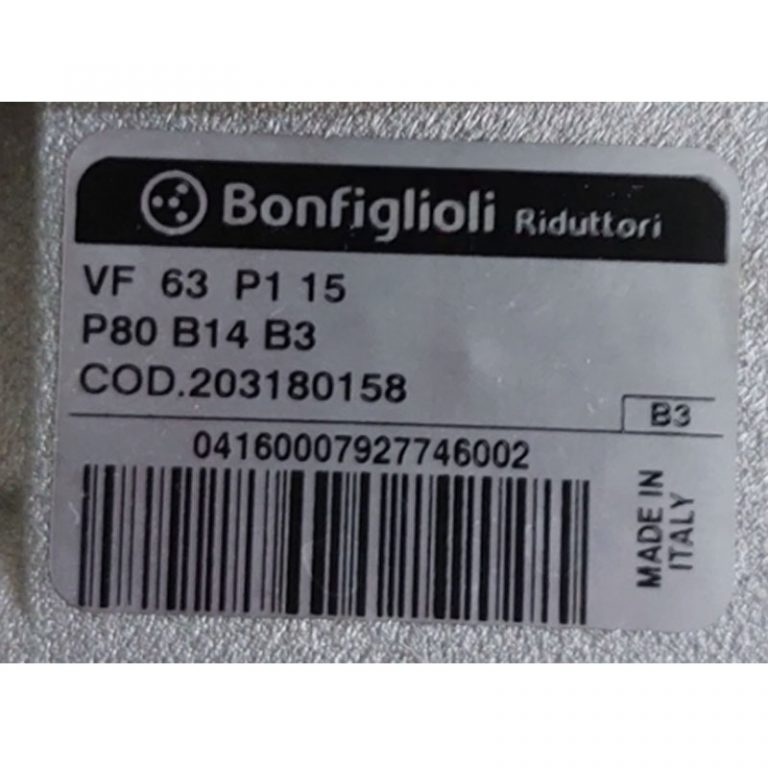 Bonfiglioli Riduttori
VF 63 P1 15
P80 B14 B3
COD.203180158
B3
04160007927746002
MADE IN
ITALY